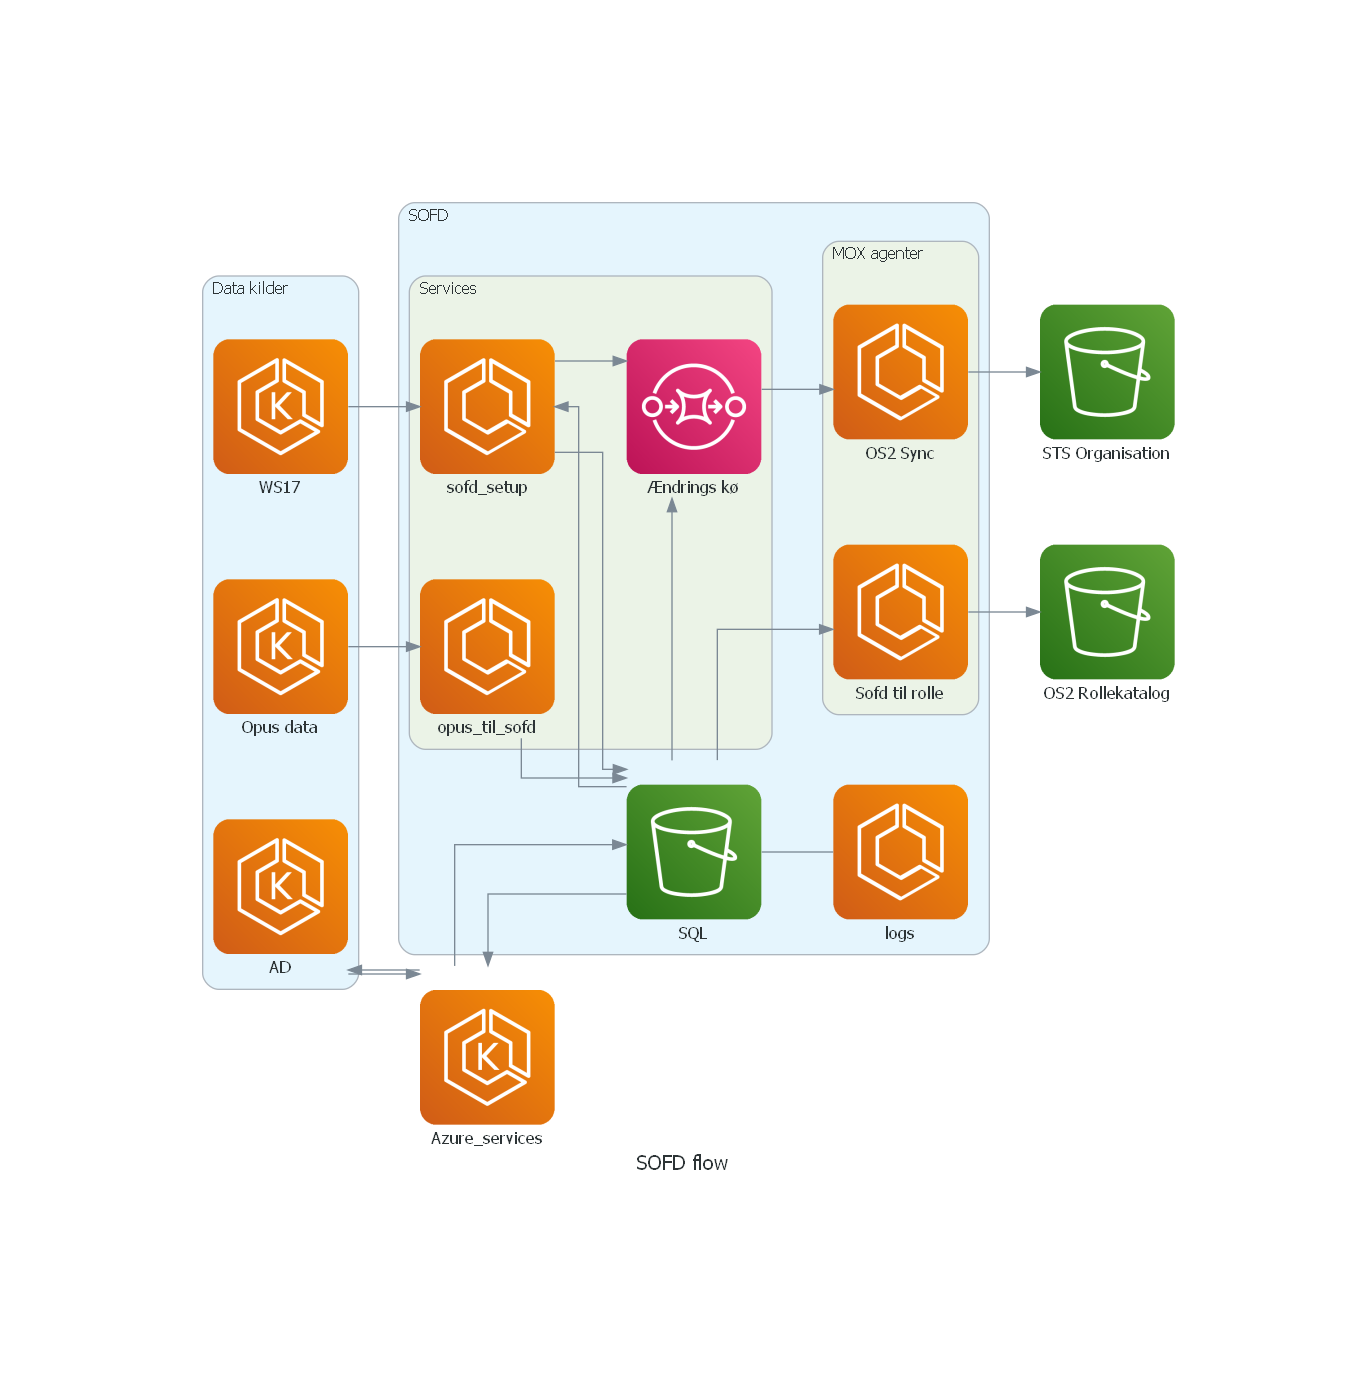 SOFD
MOX agenter
Data kilder
Services
K
OS2 Sync
STS Organisation
WS17
sofd_setup
Ændrings kø
K
Sofd til rolle
OS2 Rollekatalog
Opus data
opus_til_sofd
K
SQL
logs
AD
K
Azure_services
SOFD flow